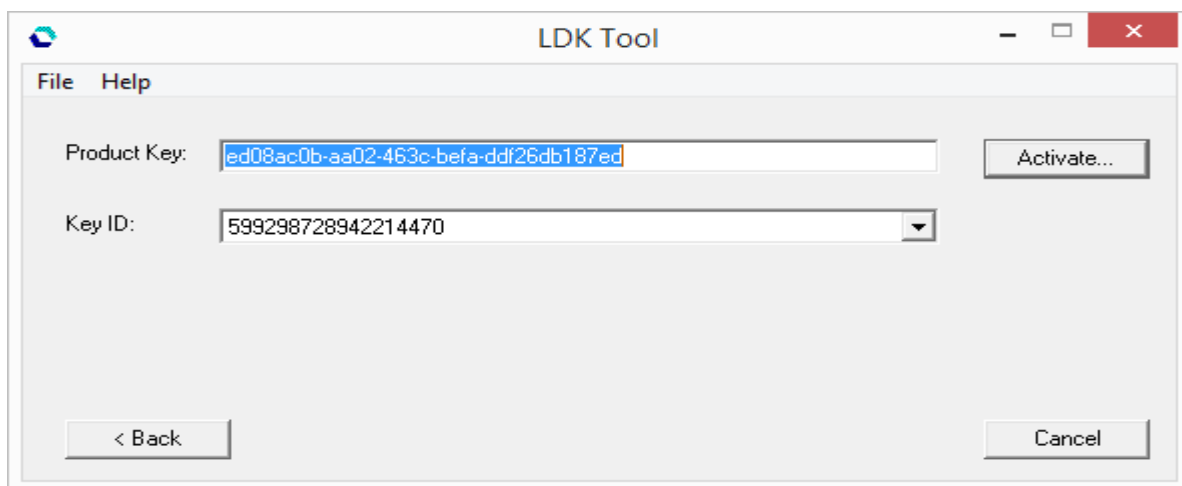 LDK Tool
File Help
Product Key: ed08ac0b-aa02-463c-befa-ddf26db187ed Activate...
Key ID: 599298728942214470
< Back Cancel